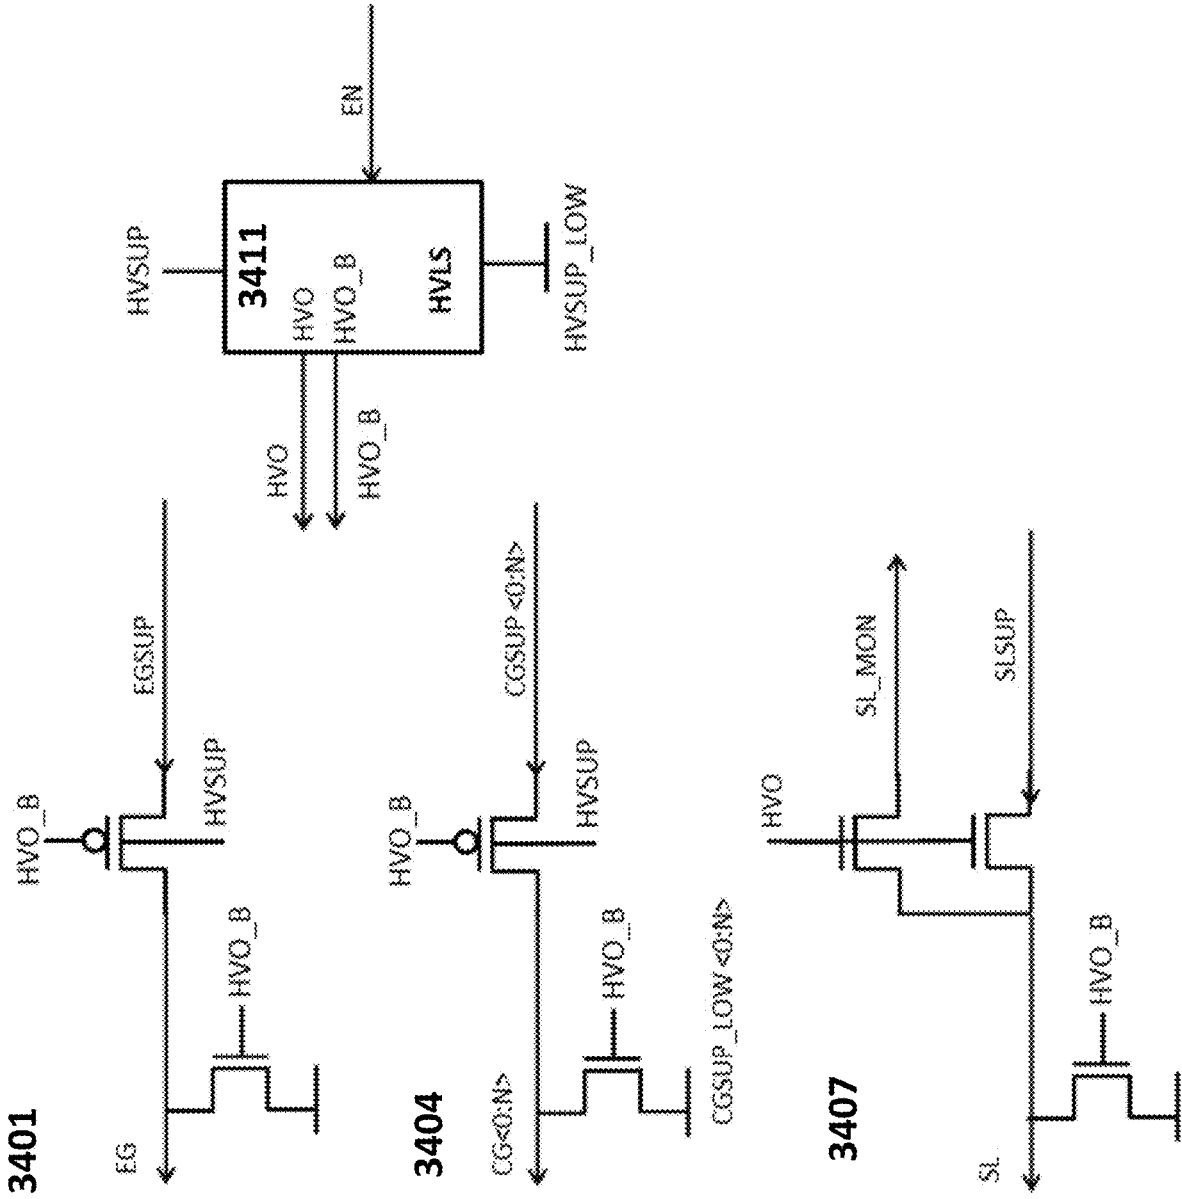 3401
HVO_B
EGSUP
HVSUP
HVO_B
EG
3404
HVO_B
CGSUP <0:N>
HVSUP
HVO_B
CGSUP_LOW <0:N>
CG<0:N>
3407
HVO
SL_MON
SLSUP
HVO_B
SL
HVSUP
3411
HVO
HVO_B
HVLS
HVO
HVO_B
EN
HVSUP_LOW